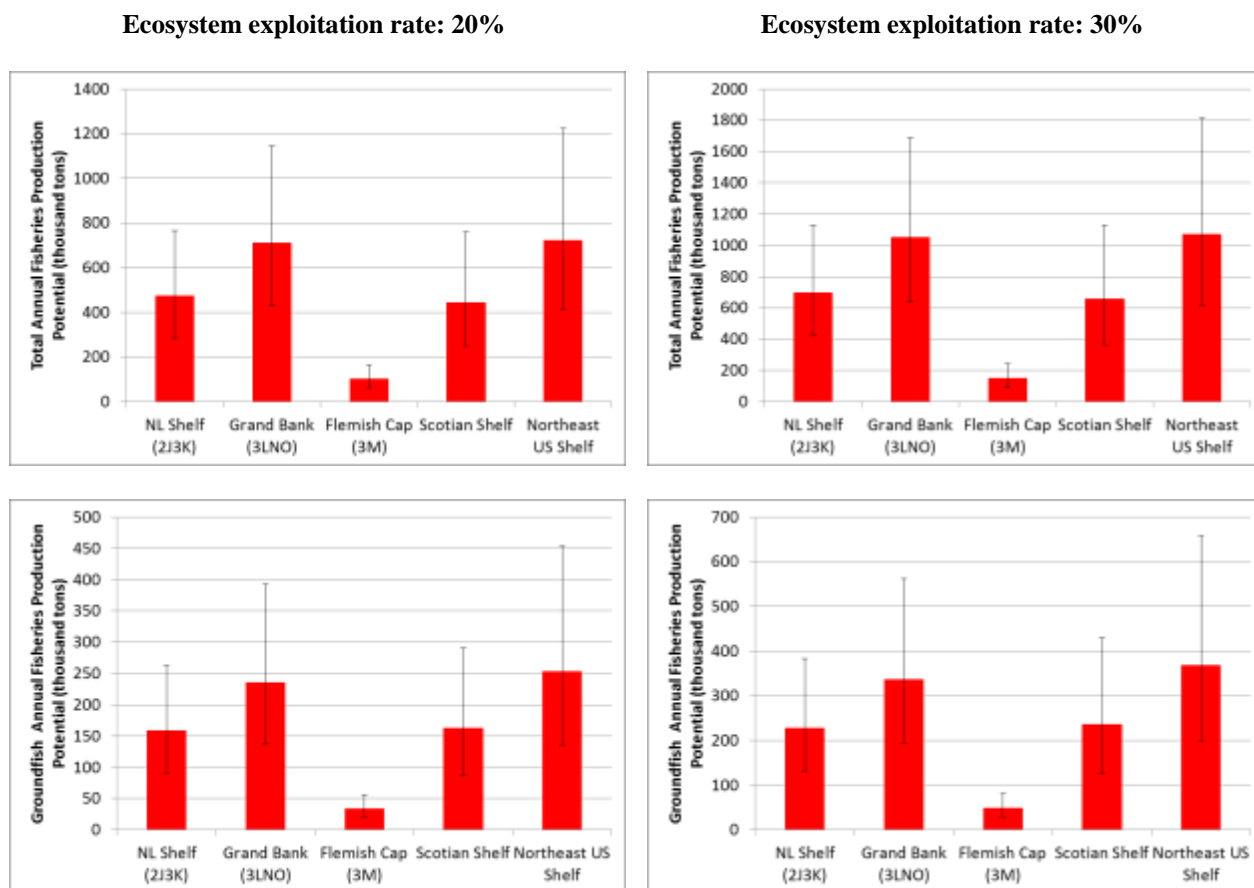 Ecosystem exploitation rate: 20%
Ecosystem exploitation rate: 30%
Total Annual Fisheries Production
Potential (thousand tons)
1400
1200
1000
800
600
400
200
0
NL Shelf
(2J3K)
Grand Bank
(3LNO)
Flemish Cap
(3M)
Scotian Shelf
Northeast
US Shelf
Total Annual Fisheries Production
Potential (thousand tons)
2000
1800
1600
1400
1200
1000
800
600
400
200
0
NL Shelf
(2J3K)
Grand Bank
(3LNO)
Flemish Cap
(3M)
Scotian Shelf
Northeast
US Shelf
Groundfish Annual Fisheries Production
Potential (thousand tons)
500
450
400
350
300
250
200
150
100
50
0
NL Shelf
(2J3K)
Grand Bank
(3LNO)
Flemish Cap
(3M)
Scotian Shelf
Northeast US
Shelf
Groundfish Annual Fisheries Production
Potential (thousand tons)
700
600
500
400
300
200
100
0
NL Shelf
(2J3K)
Grand Bank
(3LNO)
Flemish Cap
(3M)
Scotian Shelf
Northeast US
Shelf